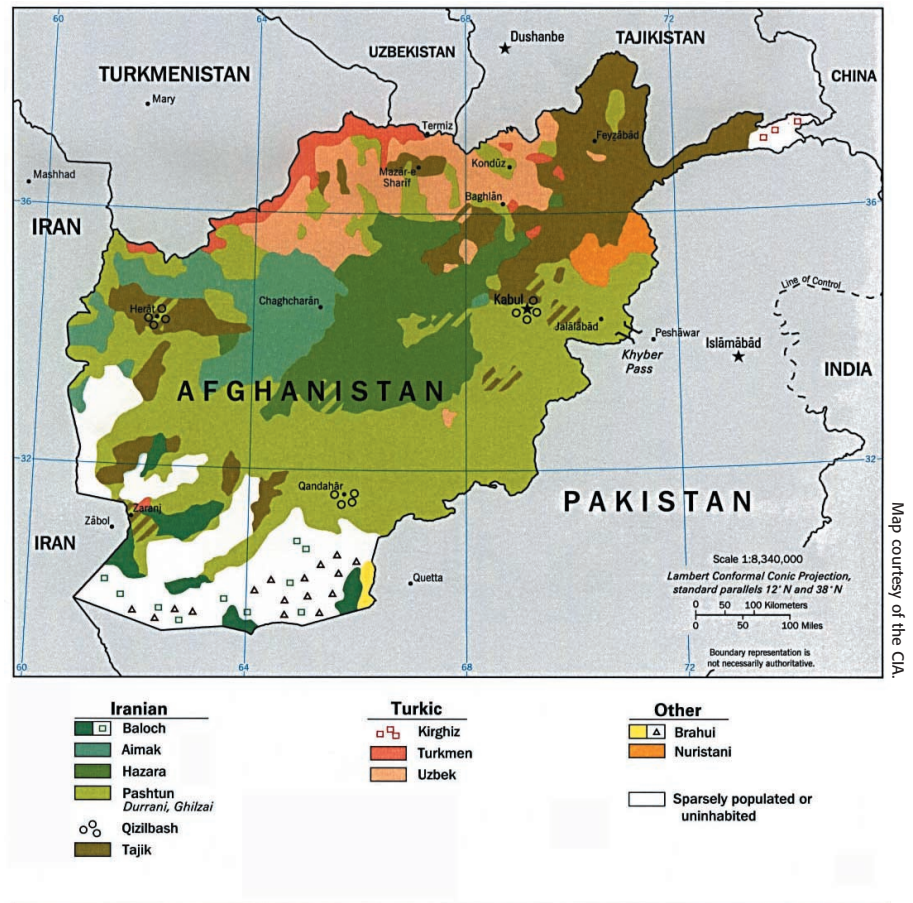 60
64
68
72
Dushanbe
TAJIKISTAN
UZBEKISTAN
TURKMENISTAN
CHINA
Mary
Termiz
Feyzābād
Kondūz
Mashhad
Mazār-e
Sharīf
Baghlān
36
36
IRAN
Line of Control
Herāt
Chaghcharān
Kabul
Jalālābād
Peshāwar
Islāmābād
Khyber
Pass
INDIA
AFGHANISTAN
32
32
Qandahār
PAKISTAN
Zābol
Zaranj
IRAN
Quetta
Scale 1:8,340,000
Lambert Conformal Conic Projection,
standard parallels 12° N and 38° N
0 50 100 Kilometers
0 50 100 Miles
Boundary representation is
not necessarily authoritative.
60
64
68
72
Map courtesy of the CIA.
Iranian
Baloch
Aimak
Hazara
Pashtun
Durrani, Ghilzai
Qizilbash
Tajik
Turkic
Kirghiz
Turkmen
Uzbek
Other
Brahui
Nuristani
Sparsely populated or
uninhabited